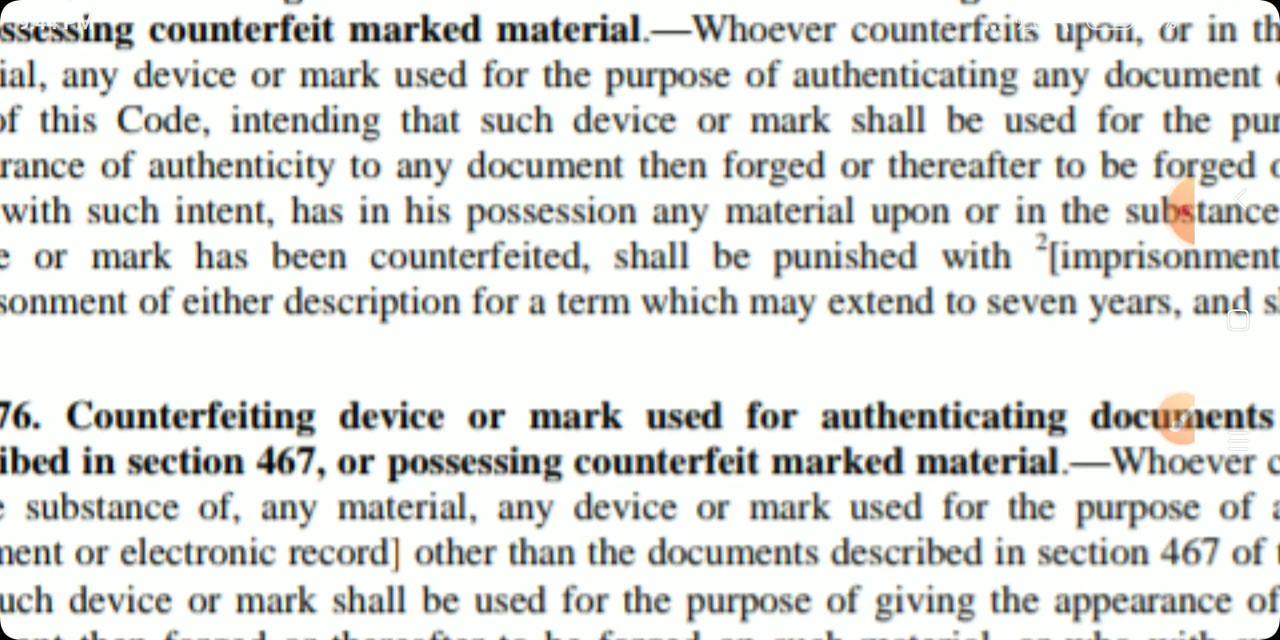 ssessing counterfeit marked material.—Whoever counterfeits upon, or in th
ial, any device or mark used for the purpose of authenticating any document
of this Code, intending that such device or mark shall be used for the pur
rance of authenticity to any document then forged or thereafter to be forged
with such intent, has in his possession any material upon or in the substance
e or mark has been counterfeited, shall be punished with ²[imprisonment
sonment of either description for a term which may extend to seven years, and s
76. Counterfeiting device or mark used for authenticating documents
ibed in section 467, or possessing counterfeit marked material.—Whoever c
e substance of, any material, any device or mark used for the purpose of a
ment or electronic record] other than the documents described in section 467 of
uch device or mark shall be used for the purpose of giving the appearance of